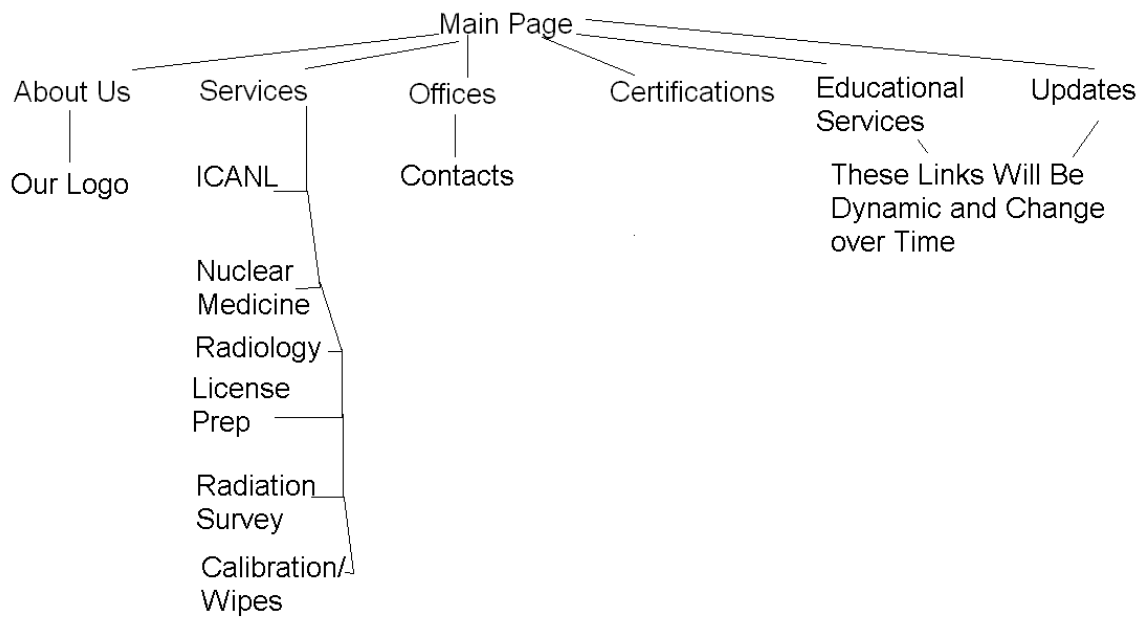 Main Page
About Us
Services
Offices
Certifications
Educational
Services
Updates
Our Logo
ICANL
Contacts
These Links Will Be
Dynamic and Change
over Time
Nuclear
Medicine
Radiology
License
Prep
Radiation
Survey
Calibration/
Wipes